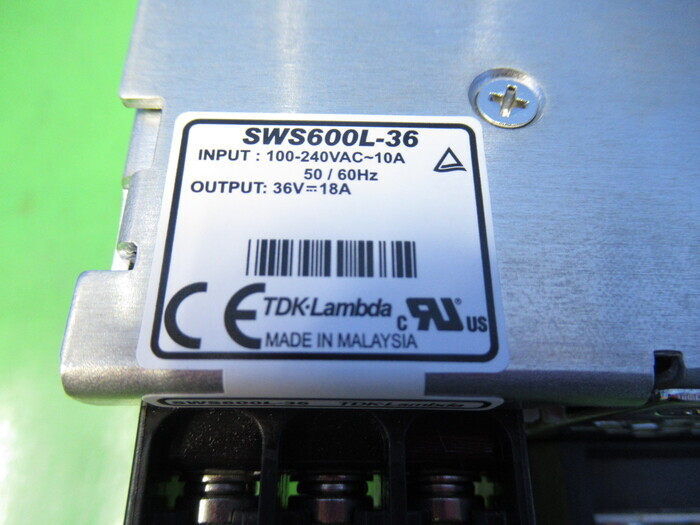 SWS600L-36
INPUT : 100-240VAC~10A
50 / 60Hz
OUTPUT: 36V⎓18A
CE TDK·Lambda c RU US
MADE IN MALAYSIA
SWS600L-36 TDK·Lambda